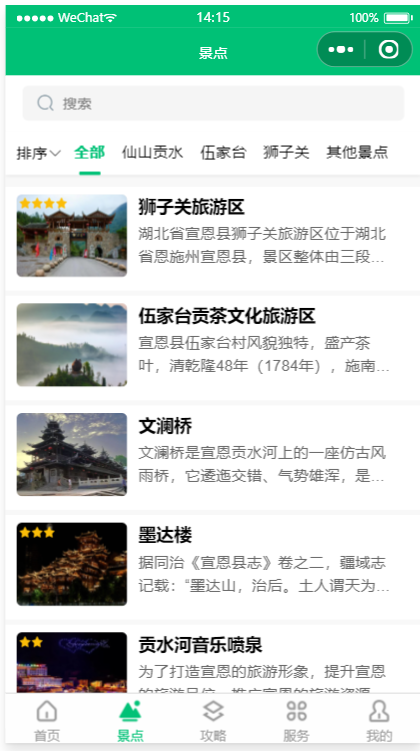 WeChat
14:15
100%
景点
搜索
排序 全部 仙山贡水 伍家台 狮子关 其他景点
狮子关旅游区
湖北省宣恩县狮子关旅游区位于湖北
省恩施州宣恩县，景区整体由三段...
伍家台贡茶文化旅游区
宣恩县伍家台村风貌独特，盛产茶
叶，清乾隆48年（1784年），施南...
文澜桥
文澜桥是宣恩贡水河上的一座仿古风
雨桥，它逶迤交错、气势雄浑，是...
墨达楼
据同治《宣恩县志》卷之二，疆域志
记载：“墨达山，治后。土人谓天为...
贡水河音乐喷泉
为了打造宣恩的旅游形象，提升宣恩
的旅游品位，推广宣恩的旅游资源
首页 景点 攻略 服务 我的